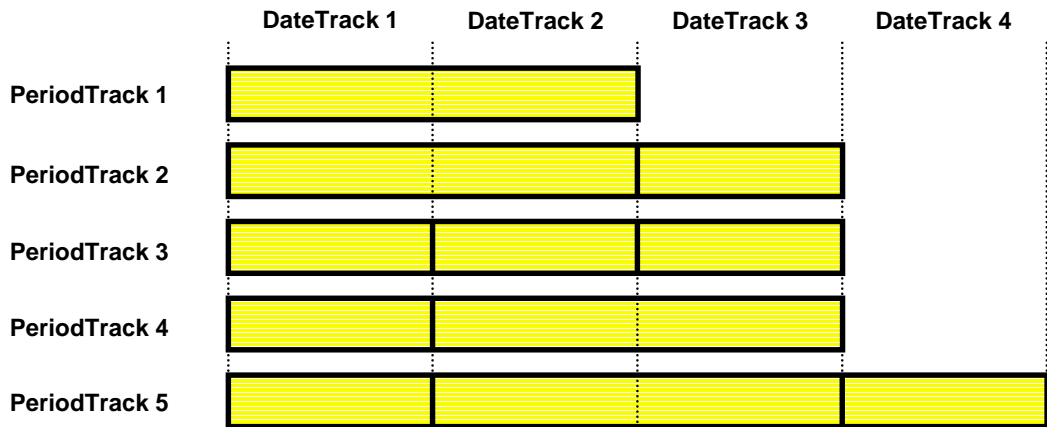 DateTrack 1 DateTrack 2 DateTrack 3 DateTrack 4
PeriodTrack 1
PeriodTrack 2
PeriodTrack 3
PeriodTrack 4
PeriodTrack 5